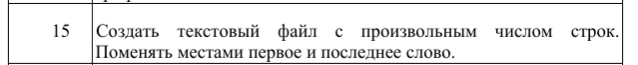 15 Создать текстовый файл с произвольным числом строк.
Поменять местами первое и последнее слово.